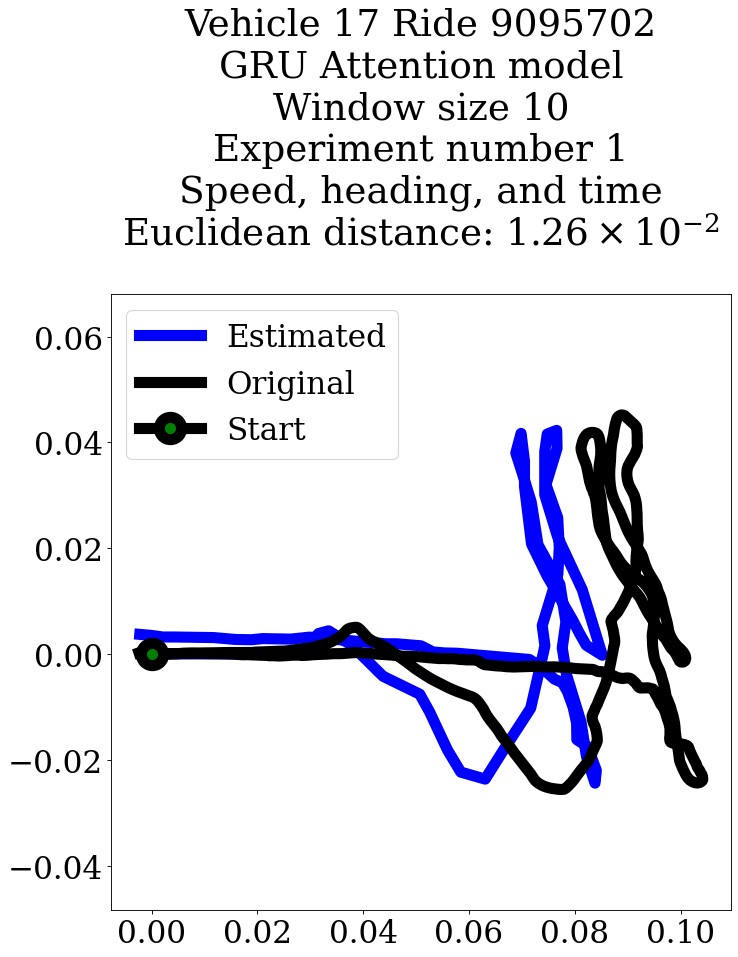 Vehicle 17 Ride 9095702
GRU Attention model
Window size 10
Experiment number 1
Speed, heading, and time
Euclidean distance: 1.26 × 10⁻²
Estimated
Original
Start
0.06
0.04
0.02
0.00
−0.02
−0.04
0.00 0.02 0.04 0.06 0.08 0.10